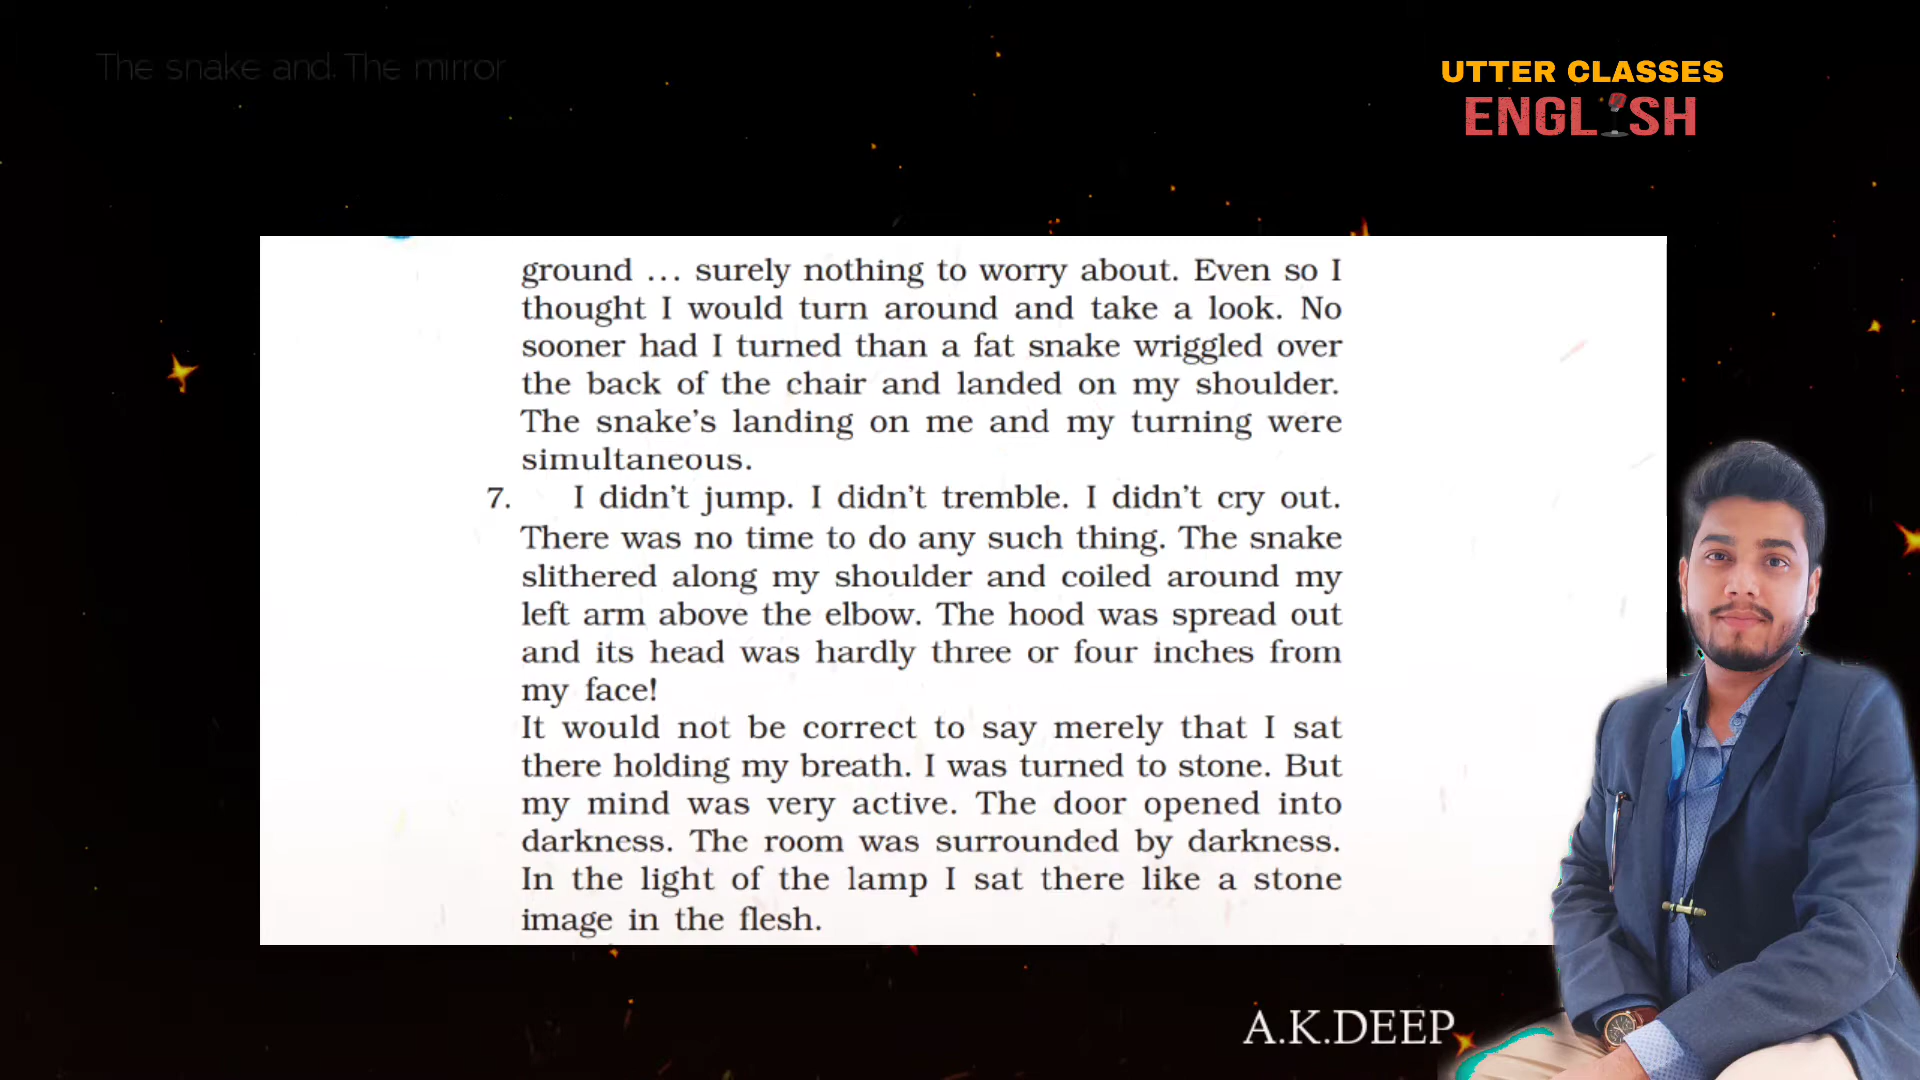 The snake and The mirror
UTTER CLASSES
ENGLISH
ground ... surely nothing to worry about. Even so I
thought I would turn around and take a look. No
sooner had I turned than a fat snake wriggled over
the back of the chair and landed on my shoulder.
The snake’s landing on me and my turning were
simultaneous.
7. I didn’t jump. I didn’t tremble. I didn’t cry out.
There was no time to do any such thing. The snake
slithered along my shoulder and coiled around my
left arm above the elbow. The hood was spread out
and its head was hardly three or four inches from
my face!
It would not be correct to say merely that I sat
there holding my breath. I was turned to stone. But
my mind was very active. The door opened into
darkness. The room was surrounded by darkness.
In the light of the lamp I sat there like a stone
image in the flesh.
A.K.DEEP